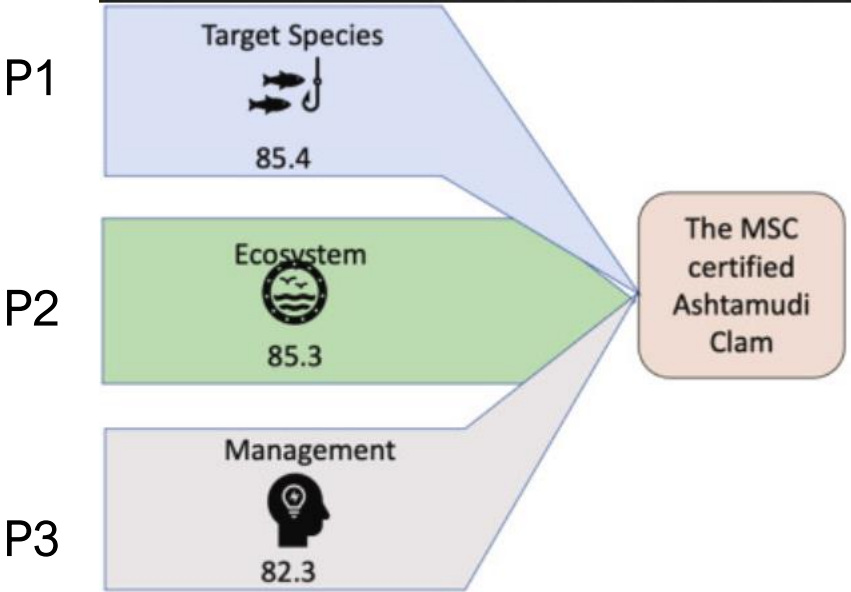 P1
Target Species
85.4
P2
Ecosystem
85.3
P3
Management
82.3
The MSC
certified
Ashtamudi
Clam